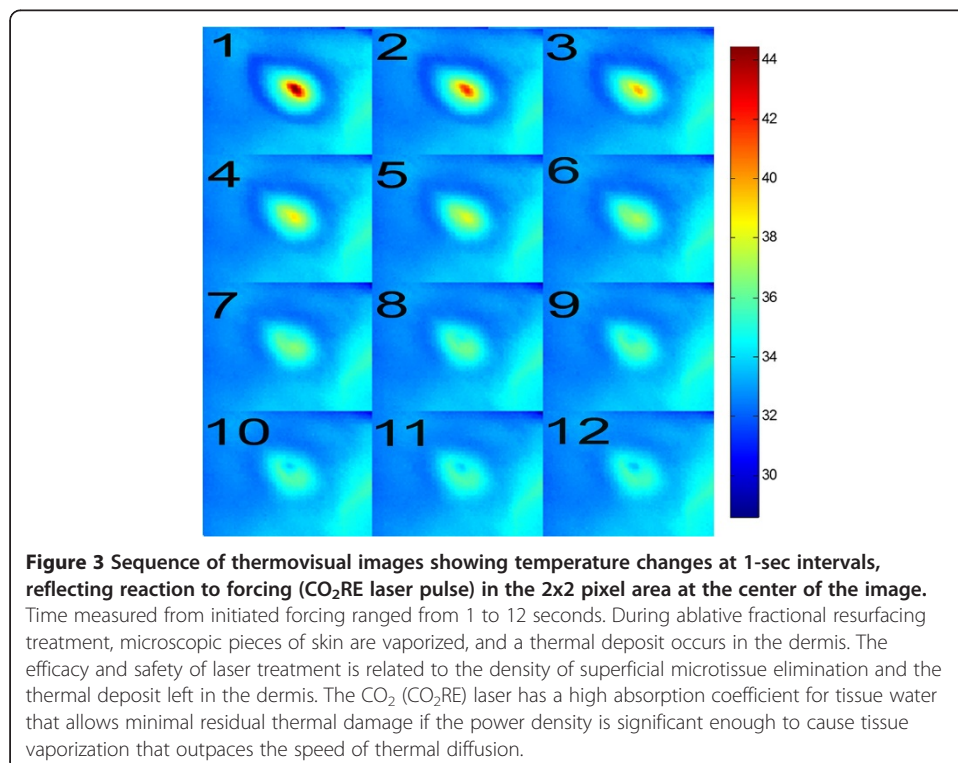 1 2 3
4 5 6
7 8 9
10 11 12
44
42
40
38
36
34
32
30
Figure 3 Sequence of thermovisual images showing temperature changes at 1-sec intervals,
reflecting reaction to forcing (CO₂RE laser pulse) in the 2x2 pixel area at the center of the image.
Time measured from initiated forcing ranged from 1 to 12 seconds. During ablative fractional resurfacing
treatment, microscopic pieces of skin are vaporized, and a thermal deposit occurs in the dermis. The
efficacy and safety of laser treatment is related to the density of superficial microtissue elimination and the
thermal deposit left in the dermis. The CO₂ (CO₂RE) laser has a high absorption coefficient for tissue water
that allows minimal residual thermal damage if the power density is significant enough to cause tissue
vaporization that outpaces the speed of thermal diffusion.